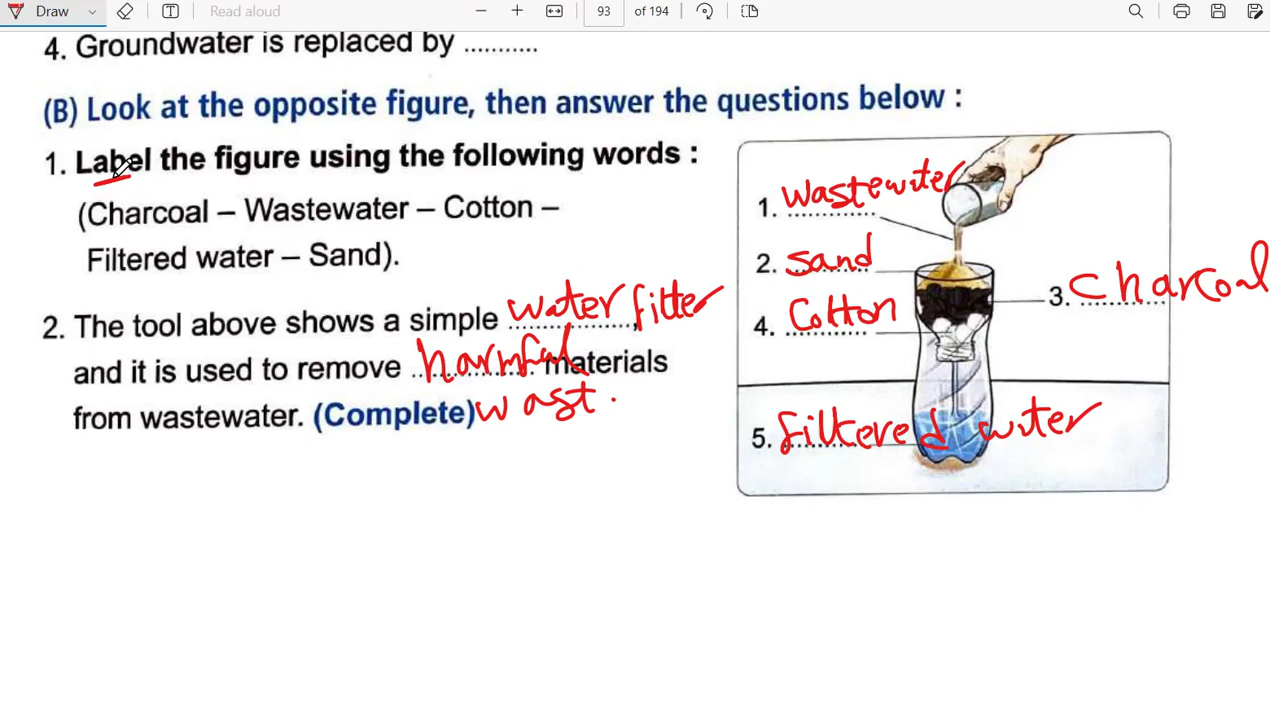 Draw Read aloud 93 of 194
4. Groundwater is replaced by ...........
(B) Look at the opposite figure, then answer the questions below :
1. Label the figure using the following words :
(Charcoal – Wastewater – Cotton –
Filtered water – Sand).
2. The tool above shows a simple water filter ..................,
and it is used to remove harmful .................. materials
from wastewater. (Complete) wast.
1. wastewater .............
2. sand .............
3. charcoal .............
4. Cotton .............
5. filtered witer .............